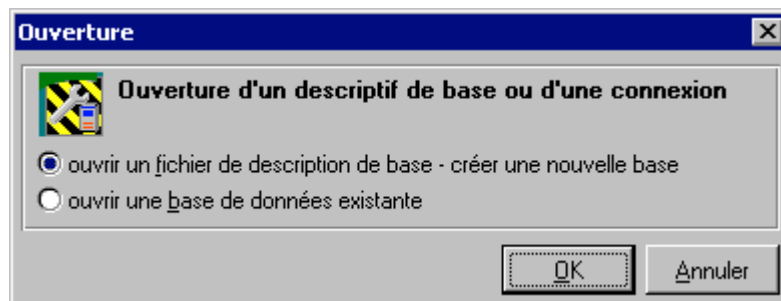 Ouverture
Ouverture d'un descriptif de base ou d'une connexion
ouvrir un fichier de description de base - créer une nouvelle base
ouvrir une base de données existante
OK Annuler